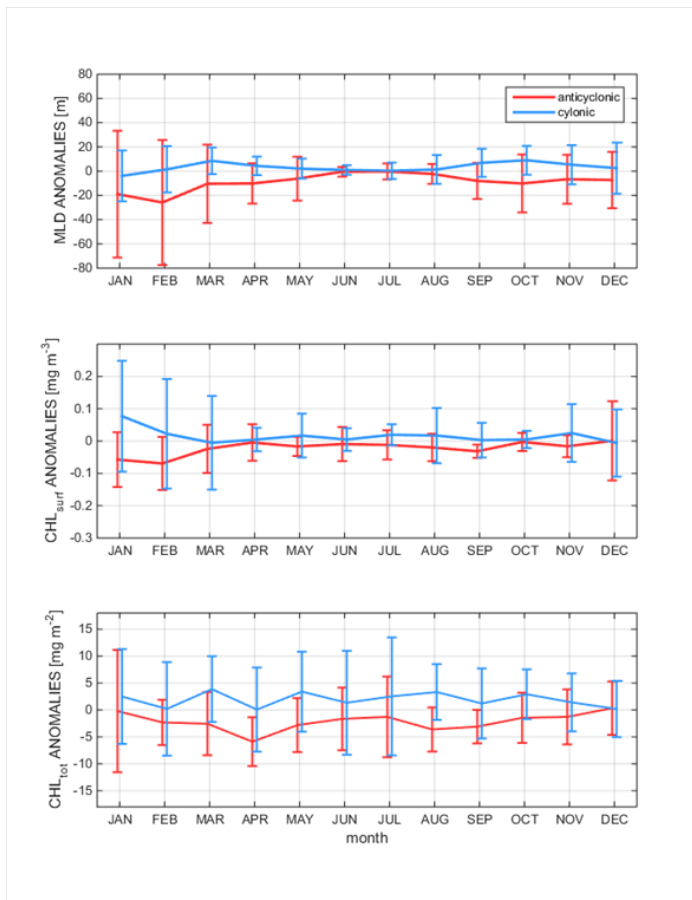 80
60
40
20
0
-20
-40
-60
-80
MLD ANOMALIES [m]
anticyclonic
cylonic
JAN FEB MAR APR MAY JUN JUL AUG SEP OCT NOV DEC
0.2
0.1
0
-0.1
-0.2
-0.3
CHLsurf ANOMALIES [mg m-3]
JAN FEB MAR APR MAY JUN JUL AUG SEP OCT NOV DEC
15
10
5
0
-5
-10
-15
CHLtot ANOMALIES [mg m-2]
JAN FEB MAR APR MAY JUN JUL AUG SEP OCT NOV DEC
month